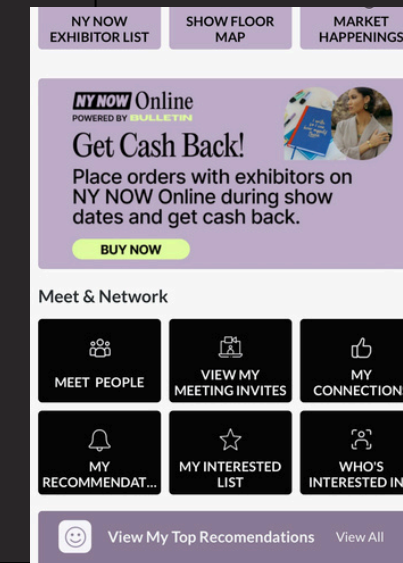 NY NOW
EXHIBITOR LIST
SHOW FLOOR
MAP
MARKET
HAPPENINGS
NY NOW Online
POWERED BY BULLETIN
Get Cash Back!
Place orders with exhibitors on
NY NOW Online during show
dates and get cash back.
BUY NOW
Meet & Network
MEET PEOPLE
VIEW MY
MEETING INVITES
MY
CONNECTION
MY
RECOMMENDAT...
MY INTERESTED
LIST
WHO'S
INTERESTED IN
View My Top Recomendations
View All